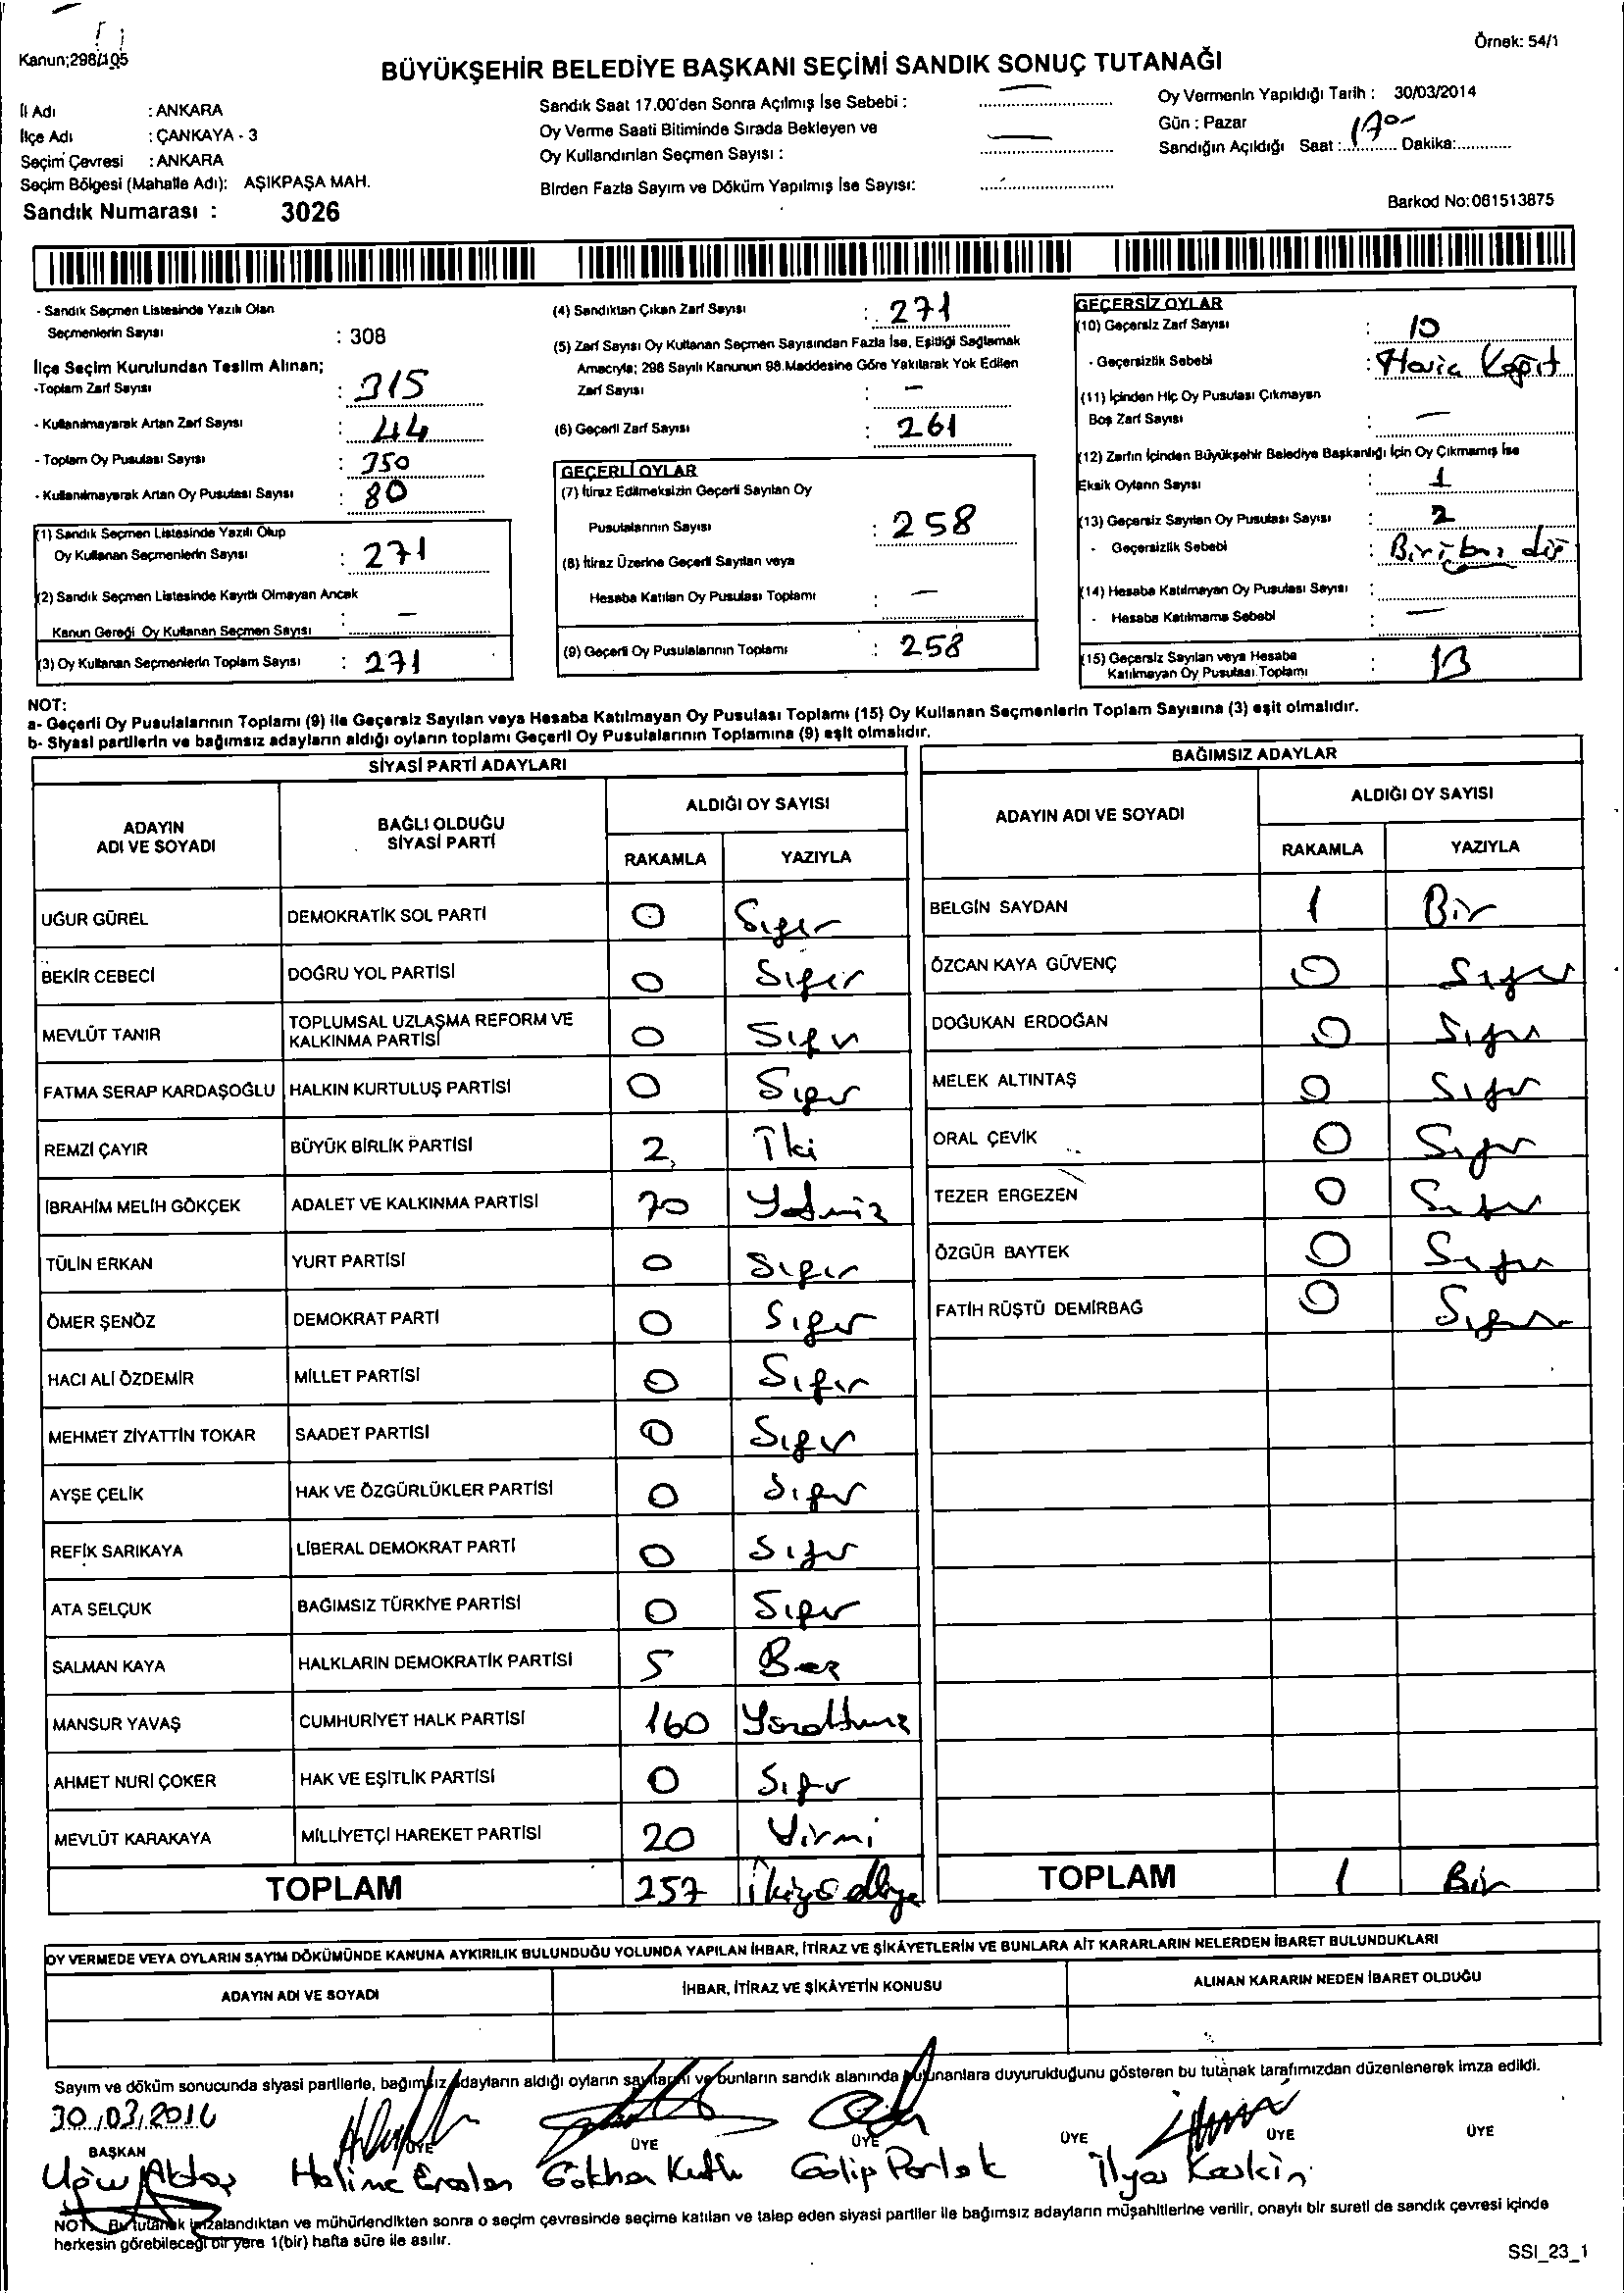 Örnek: 54/1
Kanun;298/105
BÜYÜKŞEHİR BELEDİYE BAŞKANI SEÇİMİ SANDIK SONUÇ TUTANAĞI
İl Adı : ANKARA
İlçe Adı : ÇANKAYA - 3
Seçim Çevresi : ANKARA
Seçim Bölgesi (Mahalle Adı): AŞIKPAŞA MAH.
Sandık Numarası : 3026
Sandık Saat 17.00'den Sonra Açılmış İse Sebebi : —
Oy Verme Saati Bitiminde Sırada Bekleyen ve
Oy Kullandırılan Seçmen Sayısı : —
Birden Fazla Sayım ve Döküm Yapılmış İse Sayısı:
Oy Vermenin Yapıldığı Tarih : 30/03/2014
Gün : Pazar
Sandığın Açıldığı Saat : 17 00 Dakika:
Barkod No:061513875
- Sandık Seçmen Listesinde Yazılı Olan
Seçmenlerin Sayısı : 308
İlçe Seçim Kurulundan Teslim Alınan;
-Toplam Zarf Sayısı : 315
- Kullanılmayarak Artan Zarf Sayısı : 44
- Toplam Oy Pusulası Sayısı : 350
- Kullanılmayarak Artan Oy Pusulası Sayısı : 80
(1) Sandık Seçmen Listesinde Yazılı Olup
Oy Kullanan Seçmenlerin Sayısı : 271
(2) Sandık Seçmen Listesinde Kayıtlı Olmayan Ancak
Kanun Gereği Oy Kullanan Seçmen Sayısı : —
(3) Oy Kullanan Seçmenlerin Toplam Sayısı : 271
(4) Sandıktan Çıkan Zarf Sayısı : 271
(5) Zarf Sayısı Oy Kullanan Seçmen Sayısından Fazla İse, Eşitliği Sağlamak
Amacıyla; 298 Sayılı Kanunun 98.Maddesine Göre Yakılarak Yok Edilen
Zarf Sayısı : —
(6) Geçerli Zarf Sayısı : 261
GEÇERLİ OYLAR
(7) İtiraz Edilmeksizin Geçerli Sayılan Oy
Pusulalarının Sayısı : 258
(8) İtiraz Üzerine Geçerli Sayılan veya
Hesaba Katılan Oy Pusulası Toplamı : —
(9) Geçerli Oy Pusulalarının Toplamı : 258
GEÇERSİZ OYLAR
(10) Geçersiz Zarf Sayısı : 10
- Geçersizlik Sebebi : Haric Kağıt
(11) İçinden Hiç Oy Pusulası Çıkmayan
Boş Zarf Sayısı : —
(12) Zarfın İçinden Büyükşehir Belediye Başkanlığı İçin Oy Çıkmamış İse
Eksik Oyların Sayısı : 1
(13) Geçersiz Sayılan Oy Pusulası Sayısı : 2
- Geçersizlik Sebebi :
(14) Hesaba Katılmayan Oy Pusulası Sayısı :
- Hesaba Katılmama Sebebi : —
(15) Geçersiz Sayılan veya Hesaba
Katılmayan Oy Pusulası Toplamı : 13
NOT:
a- Geçerli Oy Pusulalarının Toplamı (9) ile Geçersiz Sayılan veya Hesaba Katılmayan Oy Pusulası Toplamı (15) Oy Kullanan Seçmenlerin Toplam Sayısına (3) eşit olmalıdır.
b- Siyasi partilerin ve bağımsız adayların aldığı oyların toplamı Geçerli Oy Pusulalarının Toplamına (9) eşit olmalıdır.
SİYASİ PARTİ ADAYLARI
ADAYIN ADI VE SOYADI BAĞLI OLDUĞU SİYASİ PARTİ ALDIĞI OY SAYISI
RAKAMLA YAZIYLA
UĞUR GÜREL DEMOKRATİK SOL PARTİ 0 Sıfır
BEKİR CEBECİ DOĞRU YOL PARTİSİ 0 Sıfır
MEVLÜT TANIR TOPLUMSAL UZLAŞMA REFORM VE KALKINMA PARTİSİ 0 Sıfır
FATMA SERAP KARDAŞOĞLU HALKIN KURTULUŞ PARTİSİ 0 Sıfır
REMZİ ÇAYIR BÜYÜK BİRLİK PARTİSİ 2 İki
İBRAHİM MELİH GÖKÇEK ADALET VE KALKINMA PARTİSİ 70 Yetmiş
TÜLİN ERKAN YURT PARTİSİ 0 Sıfır
ÖMER ŞENÖZ DEMOKRAT PARTİ 0 Sıfır
HACI ALİ ÖZDEMİR MİLLET PARTİSİ 0 Sıfır
MEHMET ZİYATTİN TOKAR SAADET PARTİSİ 0 Sıfır
AYŞE ÇELİK HAK VE ÖZGÜRLÜKLER PARTİSİ 0 Sıfır
REFİK SARIKAYA LİBERAL DEMOKRAT PARTİ 0 Sıfır
ATA SELÇUK BAĞIMSIZ TÜRKİYE PARTİSİ 0 Sıfır
SALMAN KAYA HALKLARIN DEMOKRATİK PARTİSİ 5 Beş
MANSUR YAVAŞ CUMHURİYET HALK PARTİSİ 160 Yüzaltmış
AHMET NURİ ÇOKER HAK VE EŞİTLİK PARTİSİ 0 Sıfır
MEVLÜT KARAKAYA MİLLİYETÇİ HAREKET PARTİSİ 20 Yirmi
TOPLAM 257
BAĞIMSIZ ADAYLAR
ADAYIN ADI VE SOYADI ALDIĞI OY SAYISI
RAKAMLA YAZIYLA
BELGİN SAYDAN 1 Bir
ÖZCAN KAYA GÜVENÇ 0 Sıfır
DOĞUKAN ERDOĞAN 0 Sıfır
MELEK ALTINTAŞ 0 Sıfır
ORAL ÇEVİK 0 Sıfır
TEZER ERGEZEN 0 Sıfır
ÖZGÜR BAYTEK 0 Sıfır
FATİH RÜŞTÜ DEMİRBAĞ 0 Sıfır
TOPLAM 1 Bir
OY VERMEDE VEYA OYLARIN SAYIM DÖKÜMÜNDE KANUNA AYKIRILIK BULUNDUĞU YOLUNDA YAPILAN İHBAR, İTİRAZ VE ŞİKÂYETLERİN VE BUNLARA AİT KARARLARIN NELERDEN İBARET BULUNDUKLARI
ADAYIN ADI VE SOYADI İHBAR, İTİRAZ VE ŞİKÂYETİN KONUSU ALINAN KARARIN NEDEN İBARET OLDUĞU
Sayım ve döküm sonucunda siyasi partilerle, bağımsız adayların aldığı oyların sayılarını ve bunların sandık alanında bulunanlara duyurulduğunu gösteren bu tutanak tarafımızdan düzenlenerek imza edildi.
30.03.2014
BAŞKAN ÜYE ÜYE ÜYE ÜYE ÜYE ÜYE
Uğur Aktaş Halime Gökhan Kutlu Galip Parlak İlyas Keskin
NOT: Bu tutanak imzalandıktan ve mühürlendikten sonra o seçim çevresinde seçime katılan ve talep eden siyasi partiler ile bağımsız adayların müşahitlerine verilir, onaylı bir sureti de sandık çevresi içinde
herkesin görebileceği bir yere 1(bir) hafta süre ile asılır.
SSI_23_1